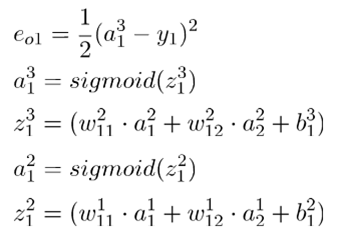 e_{o1} = \frac{1}{2}(a_1^3 - y_1)^2
a_1^3 = sigmoid(z_1^3)
z_1^3 = (w_{11}^2 \cdot a_1^2 + w_{12}^2 \cdot a_2^2 + b_1^3)
a_1^2 = sigmoid(z_1^2)
z_1^2 = (w_{11}^1 \cdot a_1^1 + w_{12}^1 \cdot a_2^1 + b_1^2)